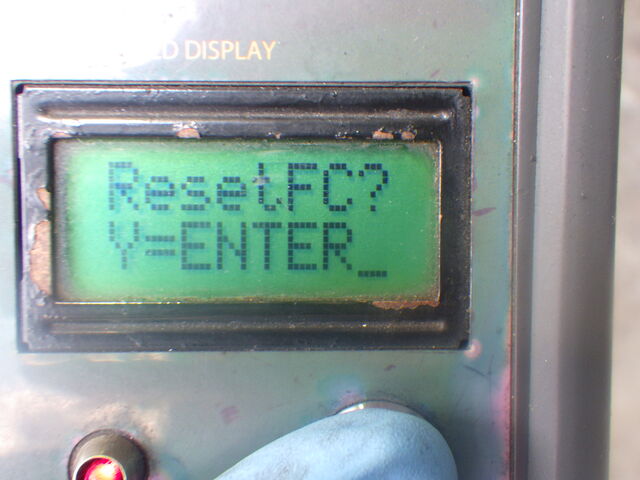 DISPLAY
Reset FC?
Y=ENTER_